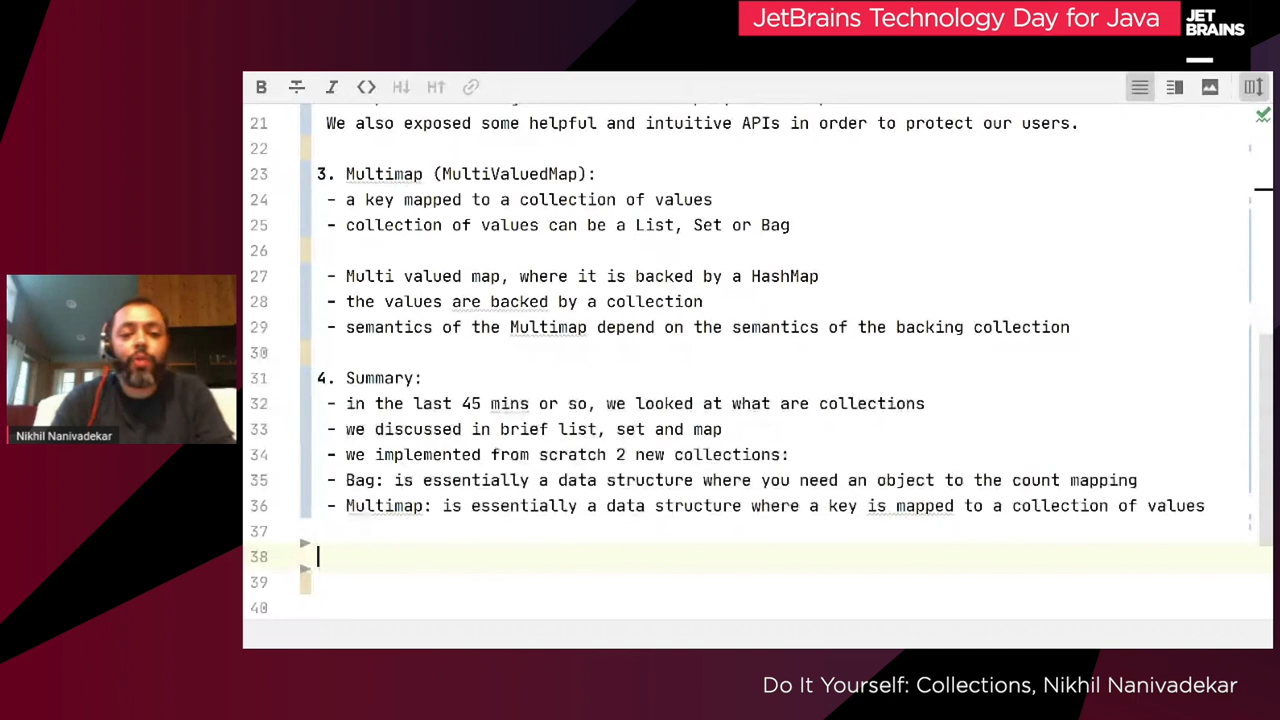 JetBrains Technology Day for Java
JET
BRAINS
B I <> H↓ H↑
21 We also exposed some helpful and intuitive APIs in order to protect our users.
22
23 3. Multimap (MultiValuedMap):
24 - a key mapped to a collection of values
25 - collection of values can be a List, Set or Bag
26
27 - Multi valued map, where it is backed by a HashMap
28 - the values are backed by a collection
29 - semantics of the Multimap depend on the semantics of the backing collection
30
31 4. Summary:
32 - in the last 45 mins or so, we looked at what are collections
33 - we discussed in brief list, set and map
34 - we implemented from scratch 2 new collections:
35 - Bag: is essentially a data structure where you need an object to the count mapping
36 - Multimap: is essentially a data structure where a key is mapped to a collection of values
37
38
39
40
Nikhil Nanivadekar
Do It Yourself: Collections, Nikhil Nanivadekar